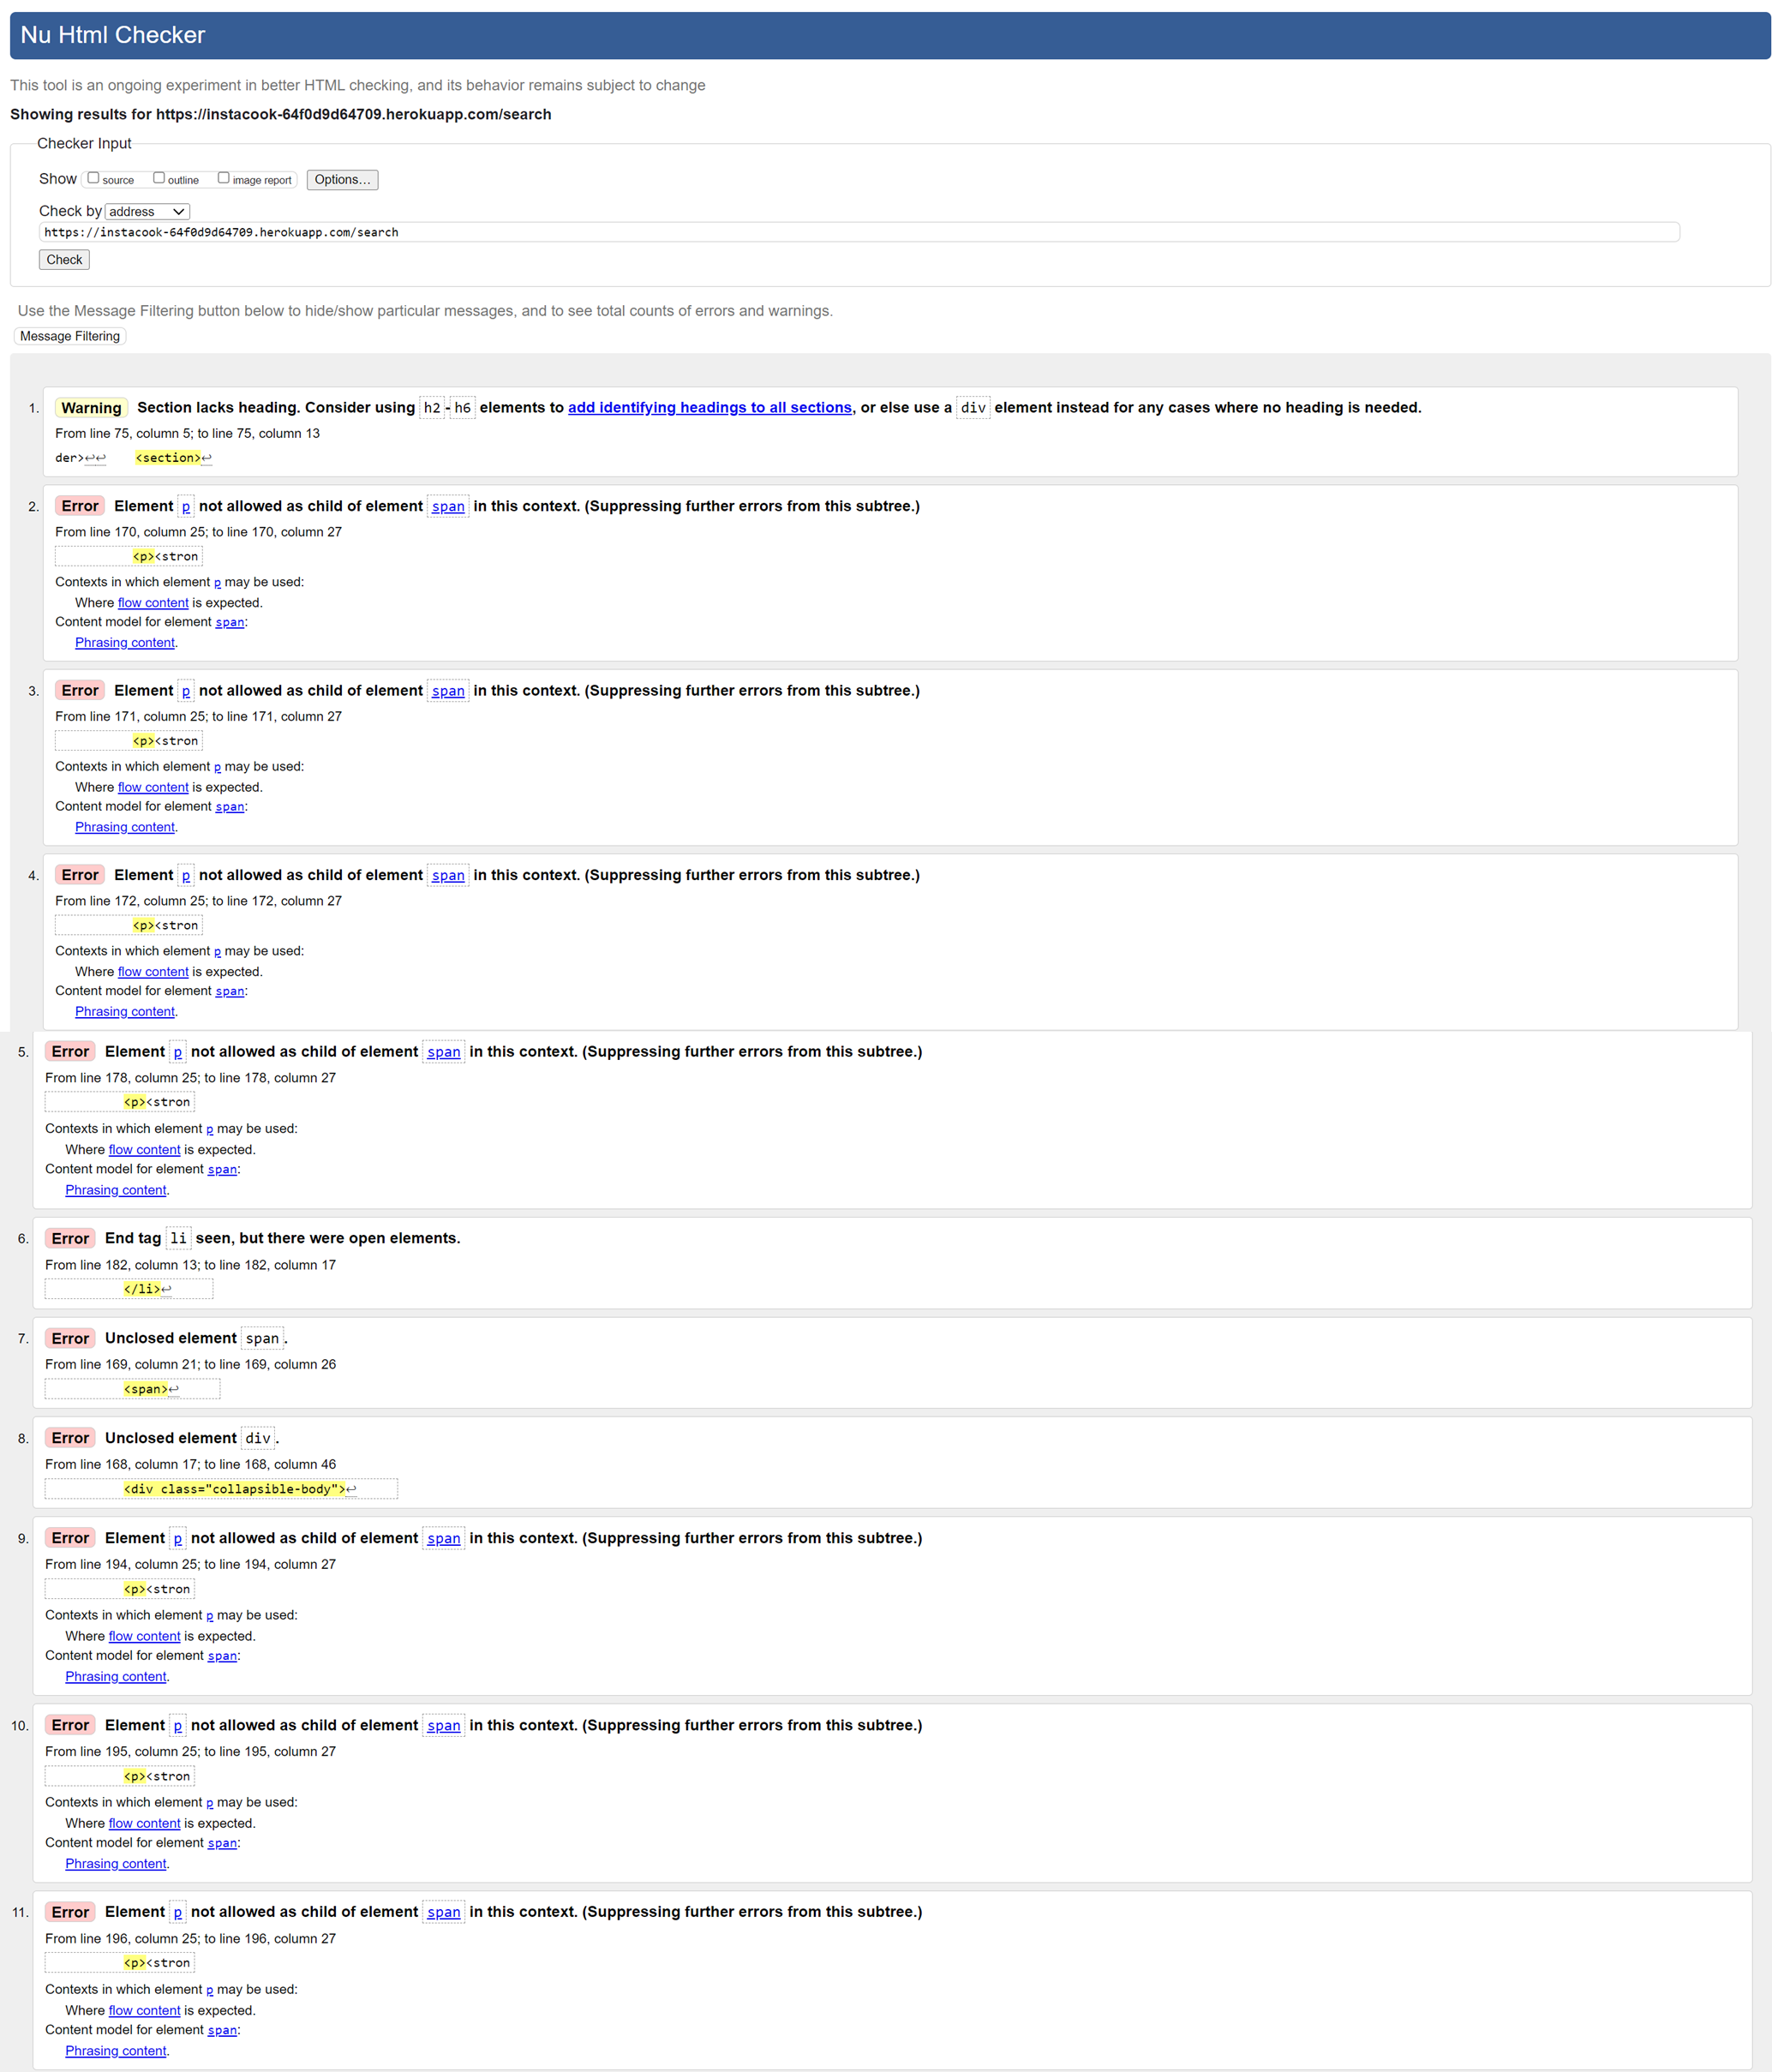 Nu Html Checker
This tool is an ongoing experiment in better HTML checking, and its behavior remains subject to change
Showing results for https://instacook-64f0d9d64709.herokuapp.com/search
Checker Input
Show source outline image report Options...
Check by address
https://instacook-64f0d9d64709.herokuapp.com/search
Check
Use the Message Filtering button below to hide/show particular messages, and to see total counts of errors and warnings.
Message Filtering
1. Warning Section lacks heading. Consider using h2-h6 elements to add identifying headings to all sections, or else use a div element instead for any cases where no heading is needed.
From line 75, column 5; to line 75, column 13
der>↩↩ <section>↩
2. Error Element p not allowed as child of element span in this context. (Suppressing further errors from this subtree.)
From line 170, column 25; to line 170, column 27
<p><stron
Contexts in which element p may be used:
Where flow content is expected.
Content model for element span:
Phrasing content.
3. Error Element p not allowed as child of element span in this context. (Suppressing further errors from this subtree.)
From line 171, column 25; to line 171, column 27
<p><stron
Contexts in which element p may be used:
Where flow content is expected.
Content model for element span:
Phrasing content.
4. Error Element p not allowed as child of element span in this context. (Suppressing further errors from this subtree.)
From line 172, column 25; to line 172, column 27
<p><stron
Contexts in which element p may be used:
Where flow content is expected.
Content model for element span:
Phrasing content.
5. Error Element p not allowed as child of element span in this context. (Suppressing further errors from this subtree.)
From line 178, column 25; to line 178, column 27
<p><stron
Contexts in which element p may be used:
Where flow content is expected.
Content model for element span:
Phrasing content.
6. Error End tag li seen, but there were open elements.
From line 182, column 13; to line 182, column 17
</li>↩
7. Error Unclosed element span.
From line 169, column 21; to line 169, column 26
<span>↩
8. Error Unclosed element div.
From line 168, column 17; to line 168, column 46
<div class="collapsible-body">↩
9. Error Element p not allowed as child of element span in this context. (Suppressing further errors from this subtree.)
From line 194, column 25; to line 194, column 27
<p><stron
Contexts in which element p may be used:
Where flow content is expected.
Content model for element span:
Phrasing content.
10. Error Element p not allowed as child of element span in this context. (Suppressing further errors from this subtree.)
From line 195, column 25; to line 195, column 27
<p><stron
Contexts in which element p may be used:
Where flow content is expected.
Content model for element span:
Phrasing content.
11. Error Element p not allowed as child of element span in this context. (Suppressing further errors from this subtree.)
From line 196, column 25; to line 196, column 27
<p><stron
Contexts in which element p may be used:
Where flow content is expected.
Content model for element span:
Phrasing content.